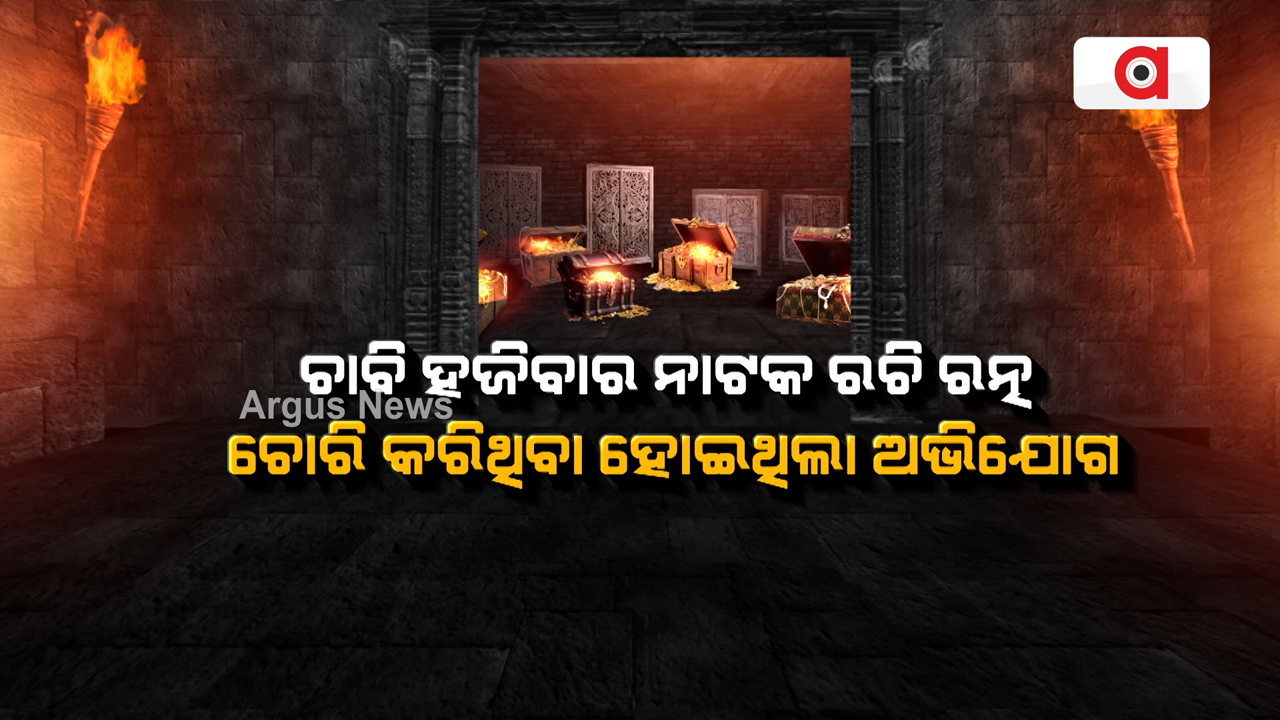 ଚାବି ହଜିବାର ନାଟକ ରଚି ରତ୍ନ
Argus News
ଚୋରି କରିଥିବା ହୋଇଥିଲା ଅଭିଯୋଗ